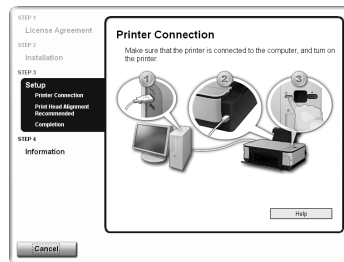 STEP 1
License Agreement
STEP 2
Installation
STEP 3
Setup
Printer Connection
Print Head Alignment
Recommended
Completion
STEP 4
Information
Cancel
Printer Connection
Make sure that the printer is connected to the computer, and turn on
the printer.
1
2
3
Help